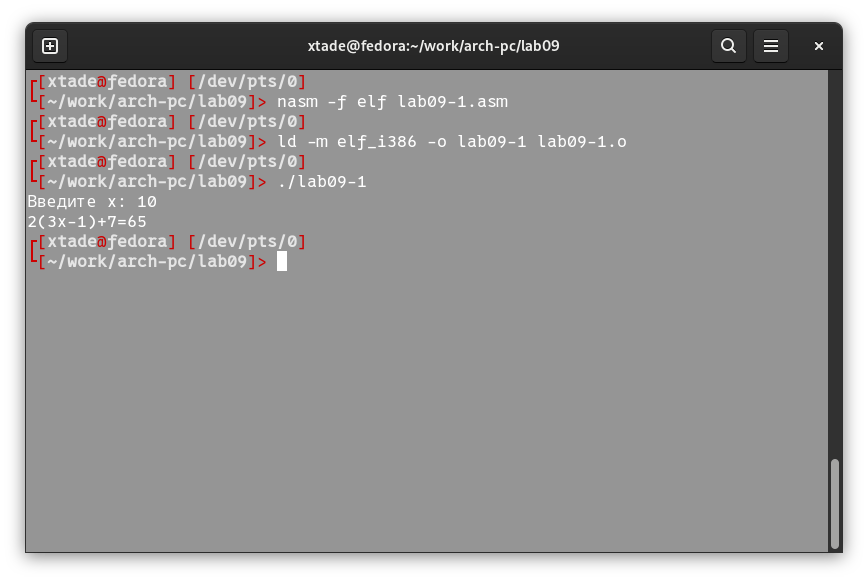 xtade@fedora:~/work/arch-pc/lab09
[xtade@fedora] [/dev/pts/0]
[~/work/arch-pc/lab09]> nasm -f elf lab09-1.asm
[xtade@fedora] [/dev/pts/0]
[~/work/arch-pc/lab09]> ld -m elf_i386 -o lab09-1 lab09-1.o
[xtade@fedora] [/dev/pts/0]
[~/work/arch-pc/lab09]> ./lab09-1
Введите x: 10
2(3x-1)+7=65
[xtade@fedora] [/dev/pts/0]
[~/work/arch-pc/lab09]>